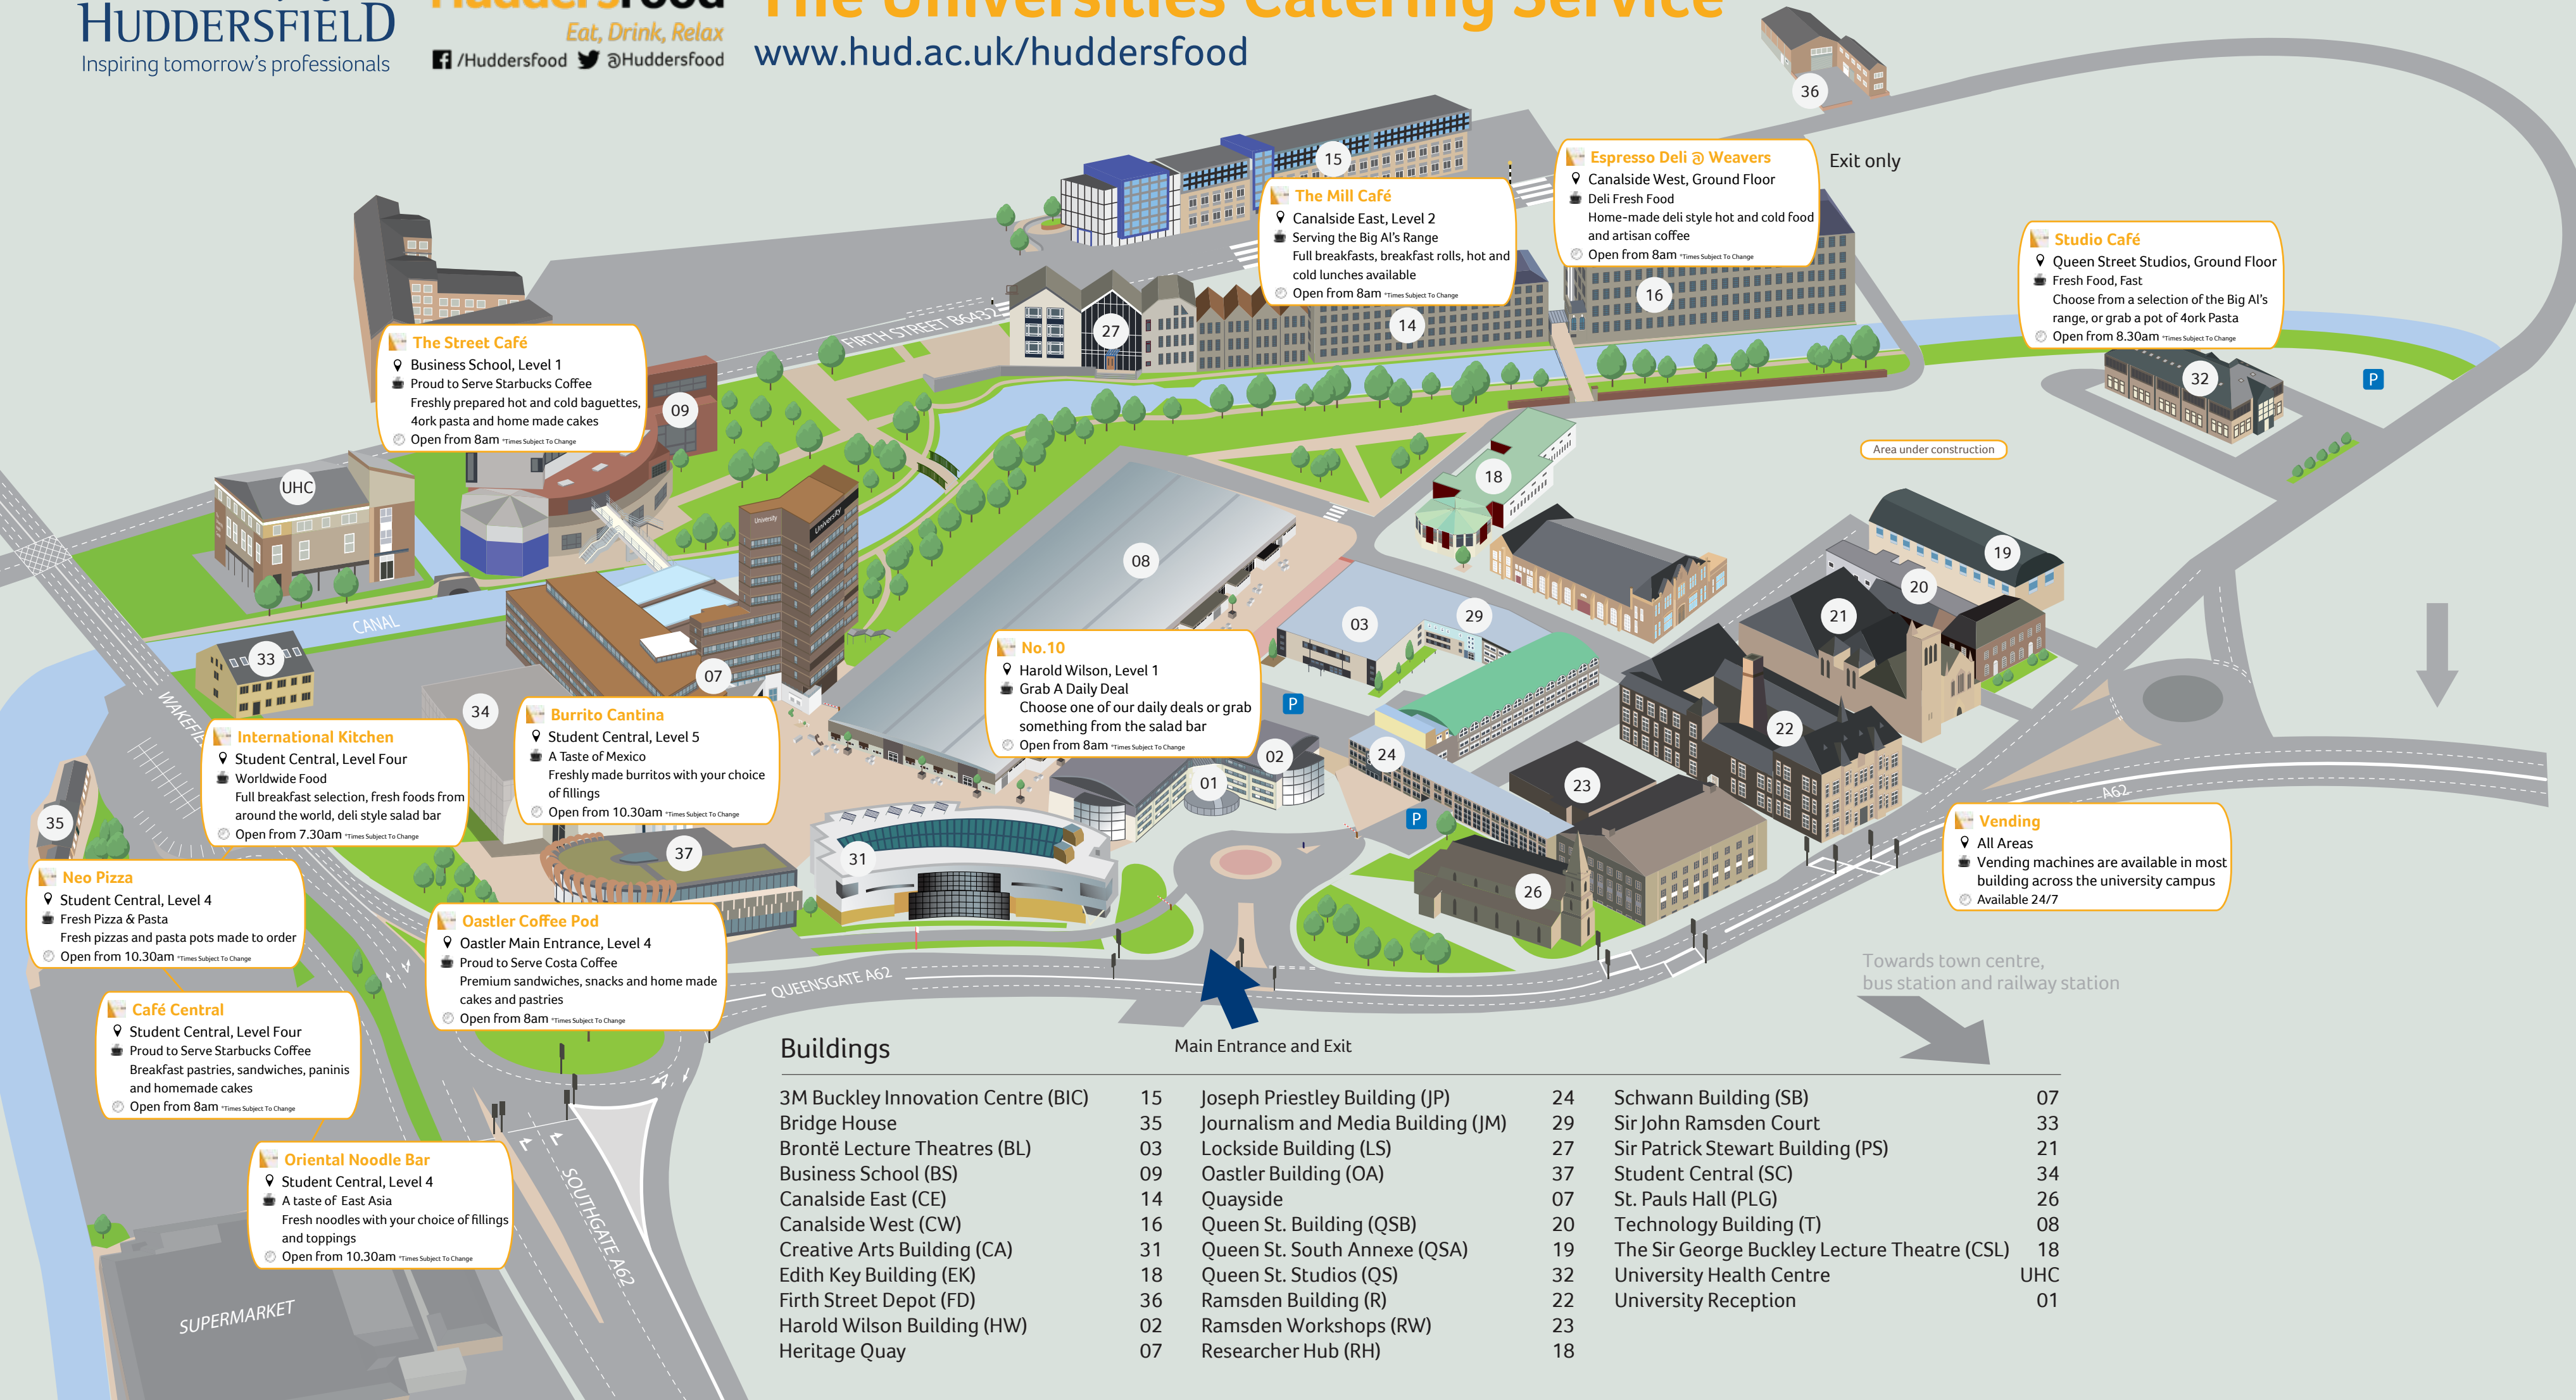 HUDDERSFIELD
Inspiring tomorrow's professionals
Huddersfood
Eat, Drink, Relax
/Huddersfood @Huddersfood
The Universities Catering Service
www.hud.ac.uk/huddersfood
36
Exit only
15
The Mill Café
Canalside East, Level 2
Serving the Big Al's Range
Full breakfasts, breakfast rolls, hot and
cold lunches available
Open from 8am *Times Subject To Change
Espresso Deli @ Weavers
Canalside West, Ground Floor
Deli Fresh Food
Home-made deli style hot and cold food
and artisan coffee
Open from 8am *Times Subject To Change
Studio Café
Queen Street Studios, Ground Floor
Fresh Food, Fast
Choose from a selection of the Big Al's
range, or grab a pot of 4ork Pasta
Open from 8.30am *Times Subject To Change
16
14
27
FIRTH STREET B6432
32
P
The Street Café
Business School, Level 1
Proud to Serve Starbucks Coffee
Freshly prepared hot and cold baguettes,
4ork pasta and home made cakes
Open from 8am *Times Subject To Change
09
UHC
Area under construction
18
University
University
08
19
20
21
03
29
CANAL
33
07
34
WAKEFIE
No.10
Harold Wilson, Level 1
Grab A Daily Deal
Choose one of our daily deals or grab
something from the salad bar
Open from 8am *Times Subject To Change
P
02
01
24
22
23
P
International Kitchen
Student Central, Level Four
Worldwide Food
Full breakfast selection, fresh foods from
around the world, deli style salad bar
Open from 7.30am *Times Subject To Change
Burrito Cantina
Student Central, Level 5
A Taste of Mexico
Freshly made burritos with your choice
of fillings
Open from 10.30am *Times Subject To Change
35
37
31
26
A62
Vending
All Areas
Vending machines are available in most
building across the university campus
Available 24/7
Neo Pizza
Student Central, Level 4
Fresh Pizza & Pasta
Fresh pizzas and pasta pots made to order
Open from 10.30am *Times Subject To Change
Oastler Coffee Pod
Oastler Main Entrance, Level 4
Proud to Serve Costa Coffee
Premium sandwiches, snacks and home made
cakes and pastries
Open from 8am *Times Subject To Change
QUEENSGATE A62
Towards town centre,
bus station and railway station
Café Central
Student Central, Level Four
Proud to Serve Starbucks Coffee
Breakfast pastries, sandwiches, paninis
and homemade cakes
Open from 8am *Times Subject To Change
Main Entrance and Exit
Oriental Noodle Bar
Student Central, Level 4
A taste of East Asia
Fresh noodles with your choice of fillings
and toppings
Open from 10.30am *Times Subject To Change
SOUTHGATE A62
SUPERMARKET
Buildings
3M Buckley Innovation Centre (BIC) 15
Bridge House 35
Brontë Lecture Theatres (BL) 03
Business School (BS) 09
Canalside East (CE) 14
Canalside West (CW) 16
Creative Arts Building (CA) 31
Edith Key Building (EK) 18
Firth Street Depot (FD) 36
Harold Wilson Building (HW) 02
Heritage Quay 07
Joseph Priestley Building (JP) 24
Journalism and Media Building (JM) 29
Lockside Building (LS) 27
Oastler Building (OA) 37
Quayside 07
Queen St. Building (QSB) 20
Queen St. South Annexe (QSA) 19
Queen St. Studios (QS) 32
Ramsden Building (R) 22
Ramsden Workshops (RW) 23
Researcher Hub (RH) 18
Schwann Building (SB) 07
Sir John Ramsden Court 33
Sir Patrick Stewart Building (PS) 21
Student Central (SC) 34
St. Pauls Hall (PLG) 26
Technology Building (T) 08
The Sir George Buckley Lecture Theatre (CSL) 18
University Health Centre UHC
University Reception 01